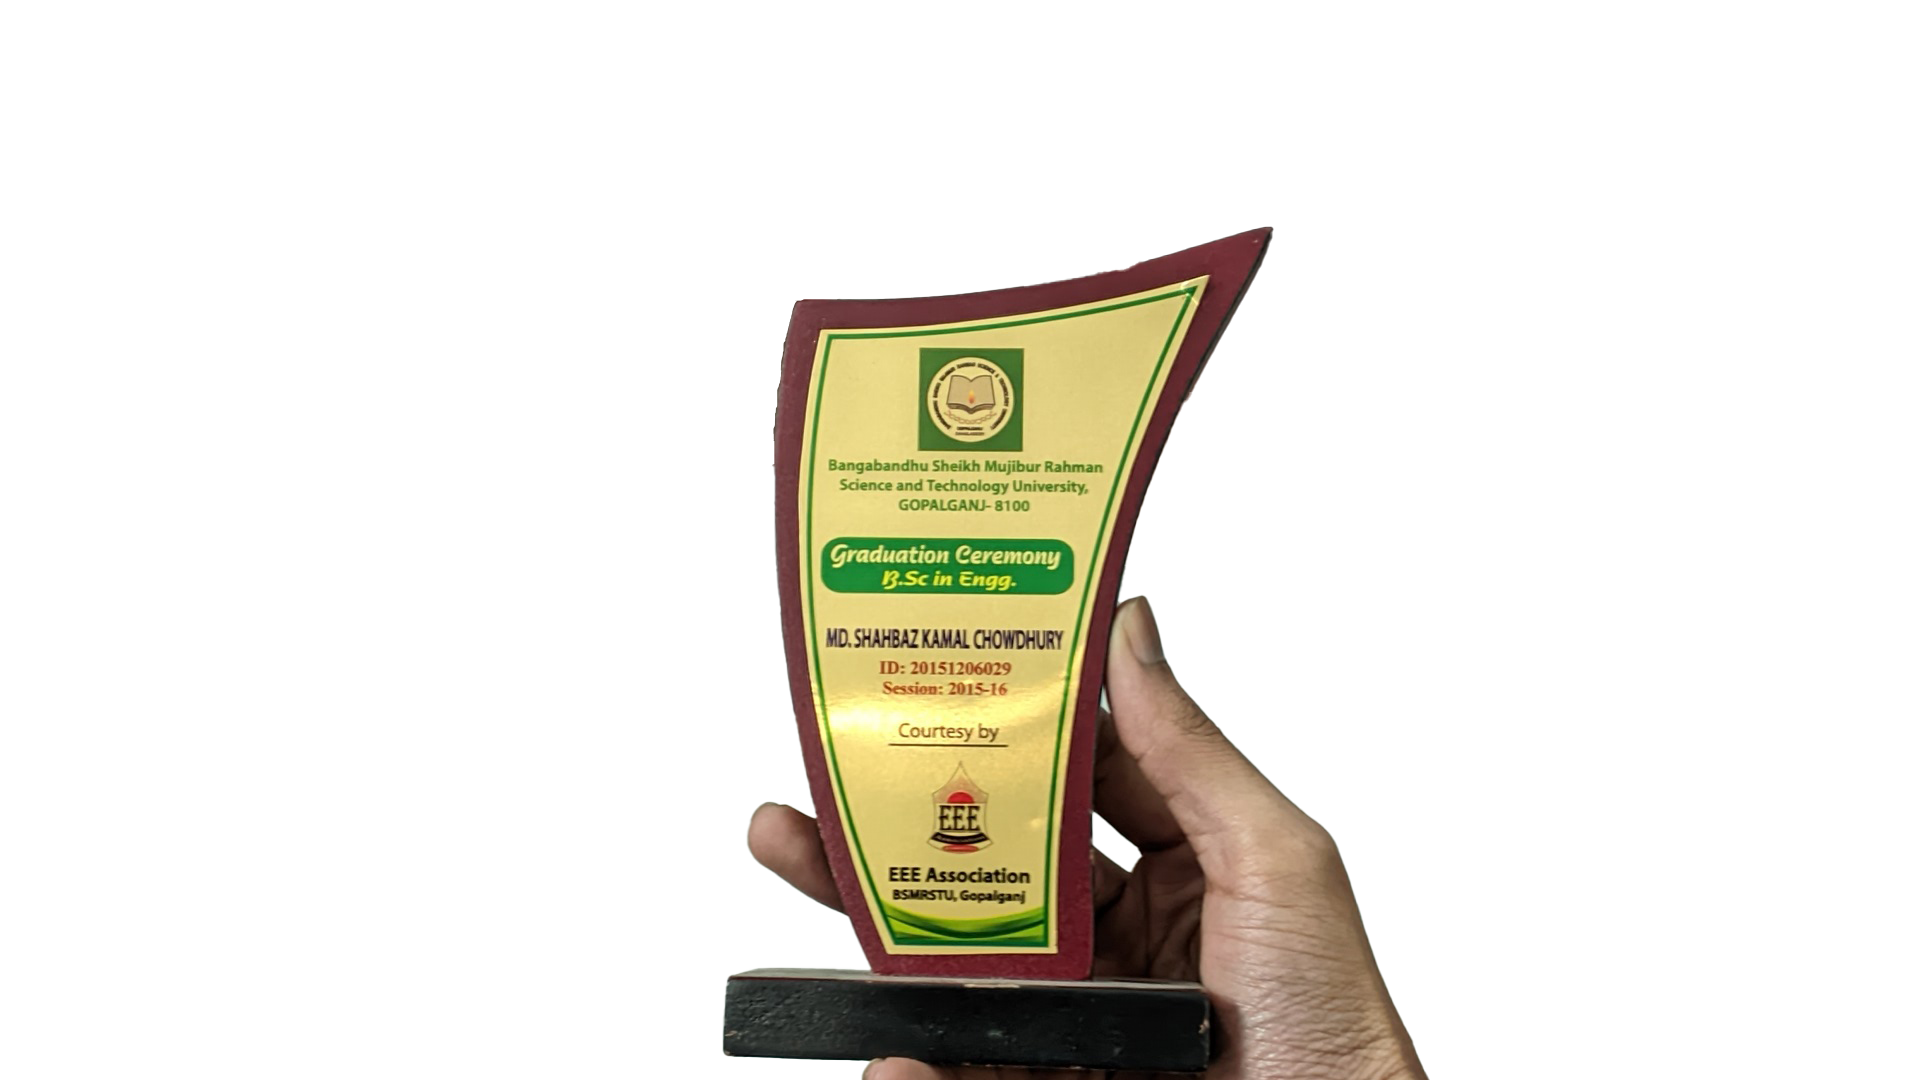 Bangabandhu Sheikh Mujibur Rahman
Science and Technology University,
GOPALGANJ- 8100
Graduation Ceremony
B.Sc in Engg.
MD. SHAHBAZ KAMAL CHOWDHURY
ID: 20151206029
Session: 2015-16
Courtesy by
EEE
EEE Association
BSMRSTU, Gopalganj